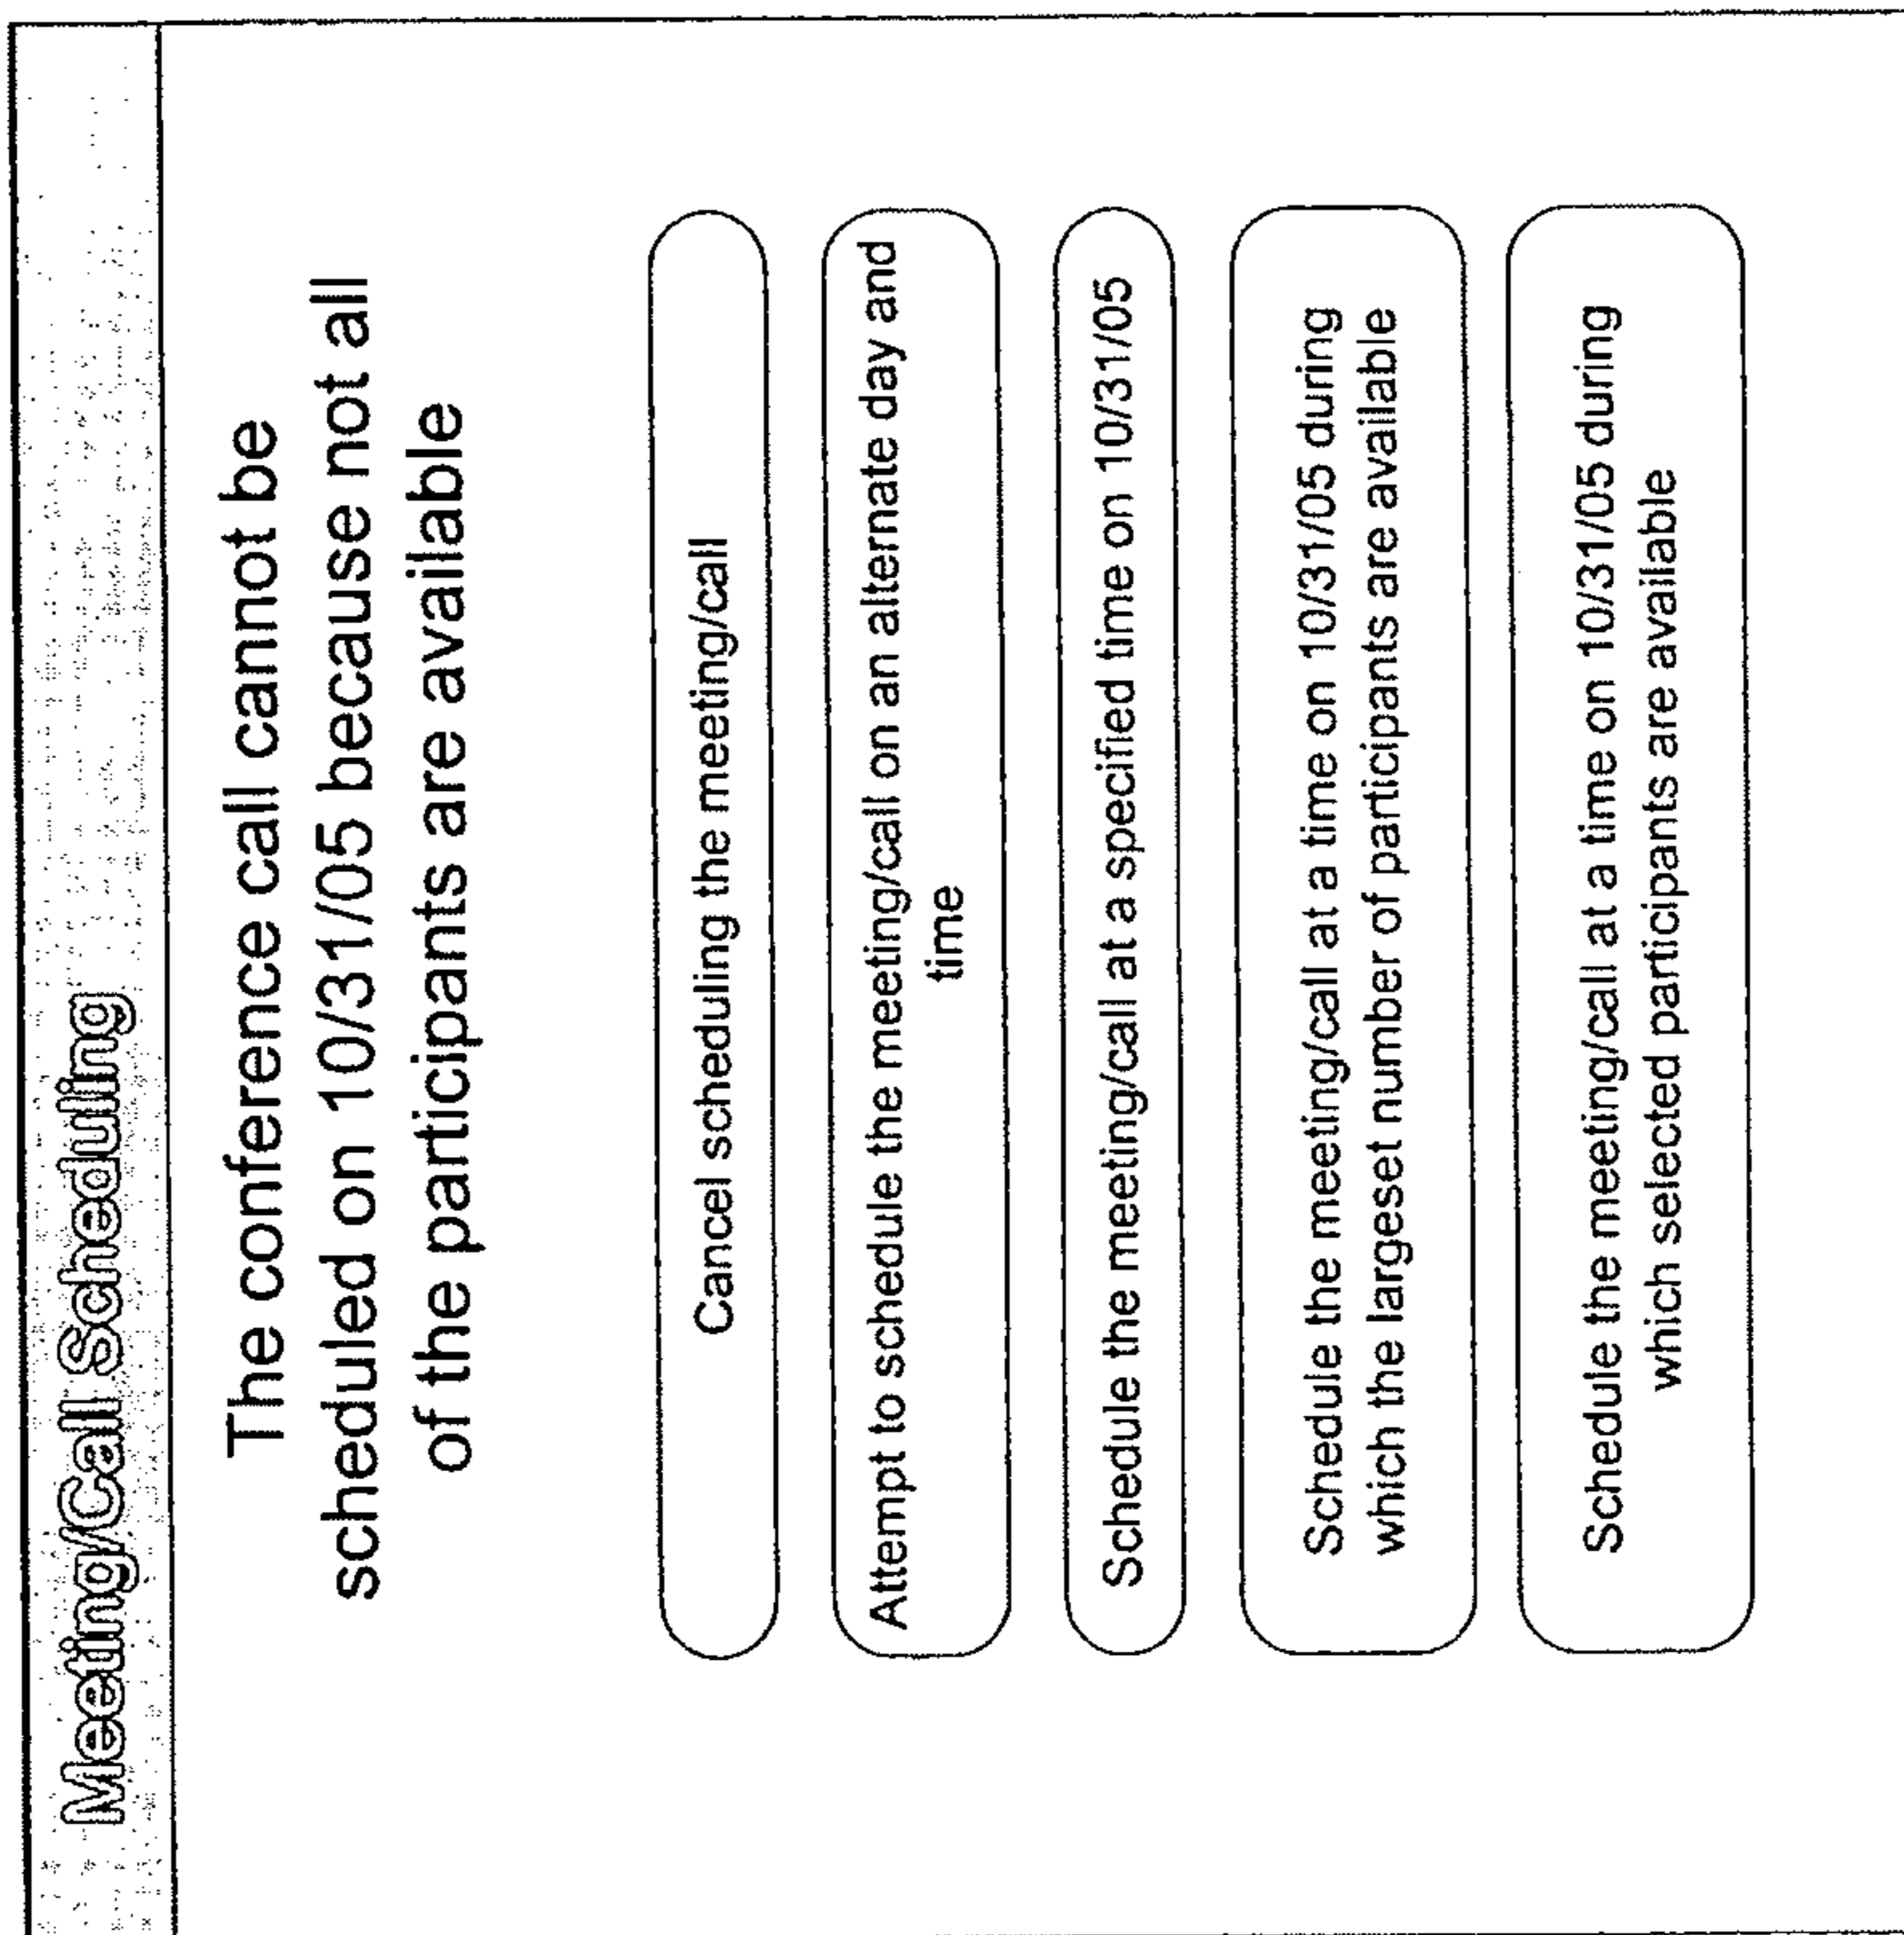 Meeting/Call Scheduling
The conference call cannot be
scheduled on 10/31/05 because not all
of the participants are available
Cancel scheduling the meeting/call
Attempt to schedule the meeting/call on an alternate day and
time
Schedule the meeting/call at a specified time on 10/31/05
Schedule the meeting/call at a time on 10/31/05 during
which the largeset number of participants are available
Schedule the meeting/call at a time on 10/31/05 during
which selected participants are available